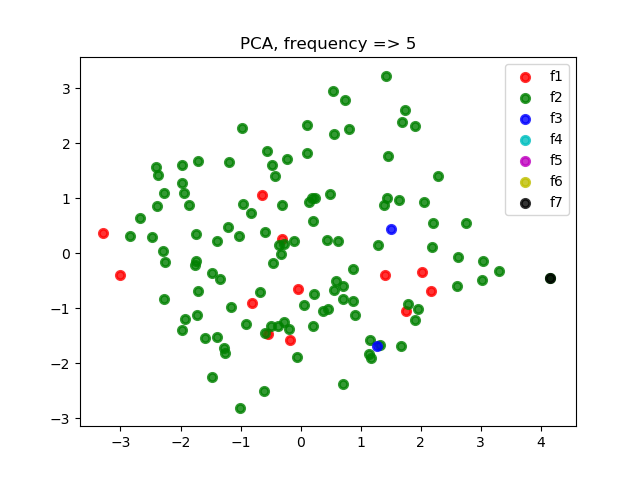 PCA, frequency => 5
3
2
1
0
−1
−2
−3
−3
−2
−1
0
1
2
3
4
f1
f2
f3
f4
f5
f6
f7